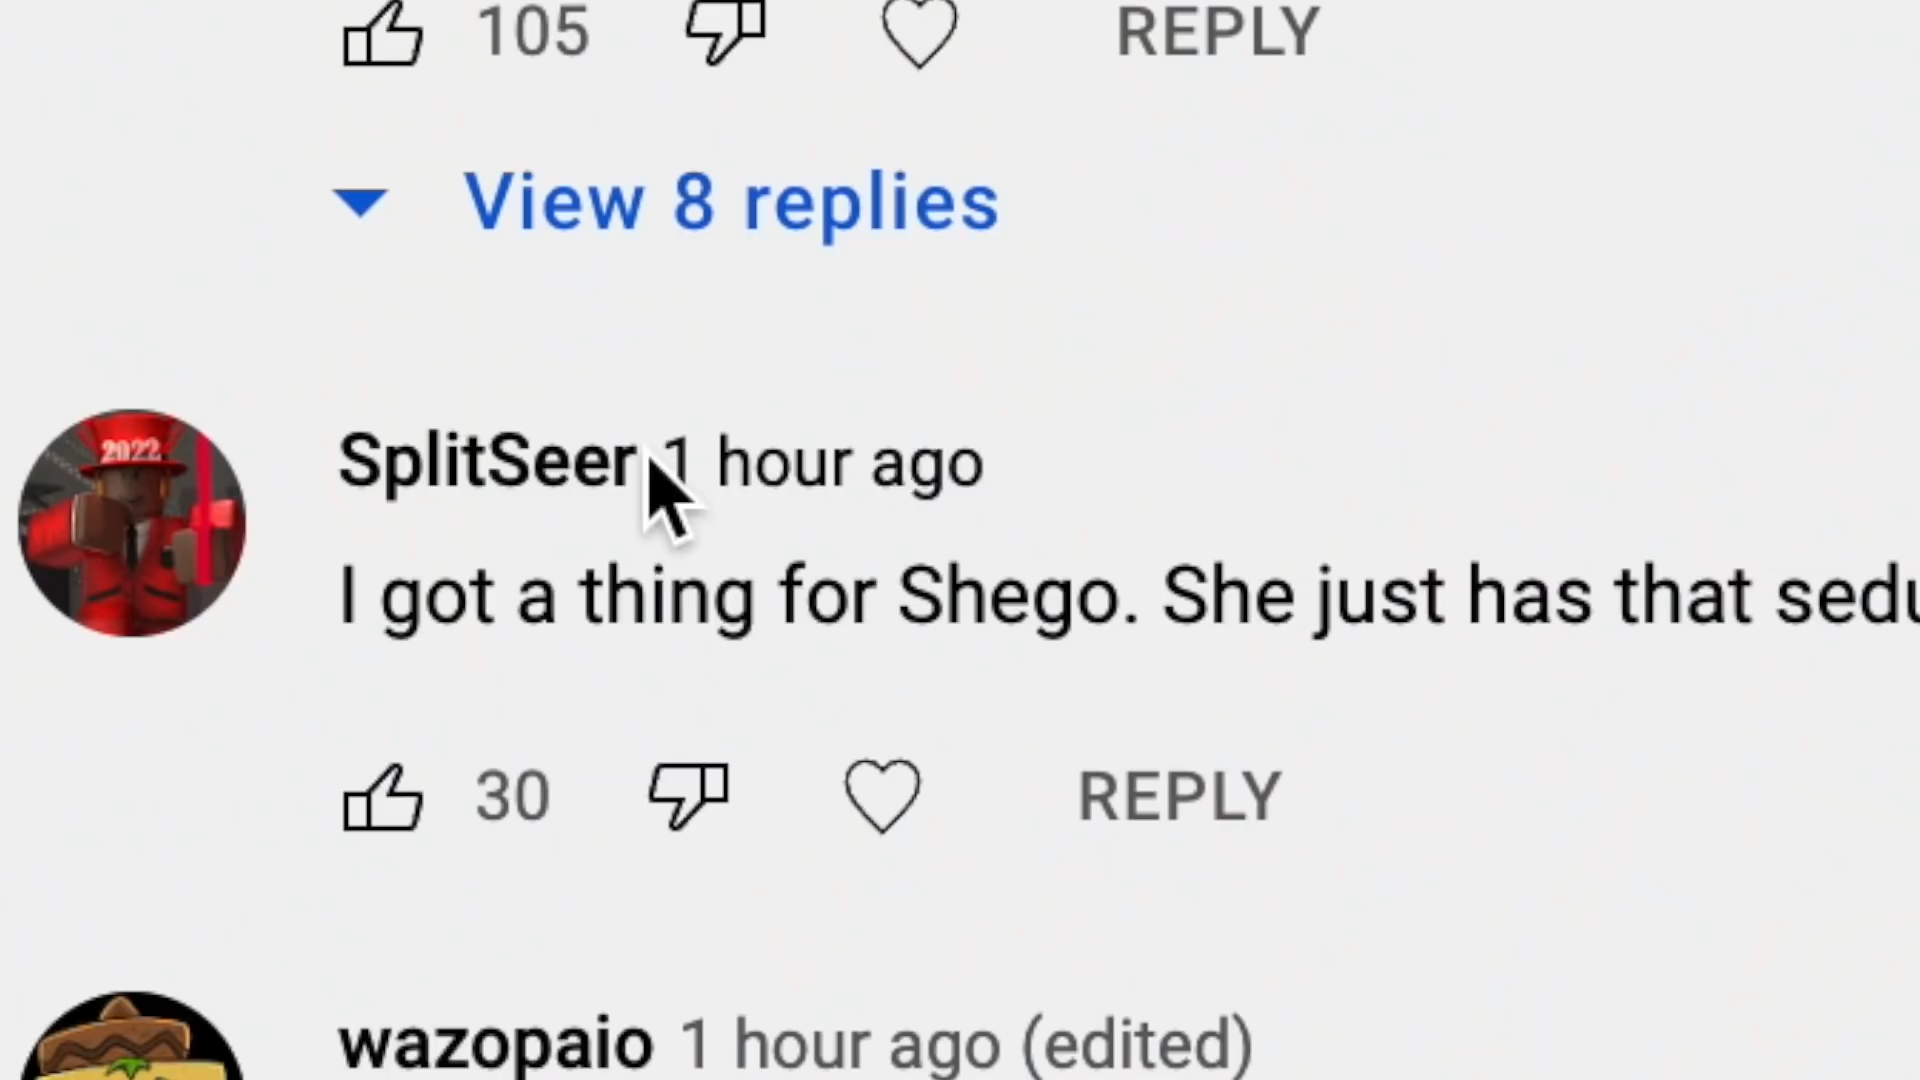 105 REPLY
View 8 replies
2022
SplitSeer 1 hour ago
I got a thing for Shego. She just has that sedu
30 REPLY
wazopaio 1 hour ago (edited)